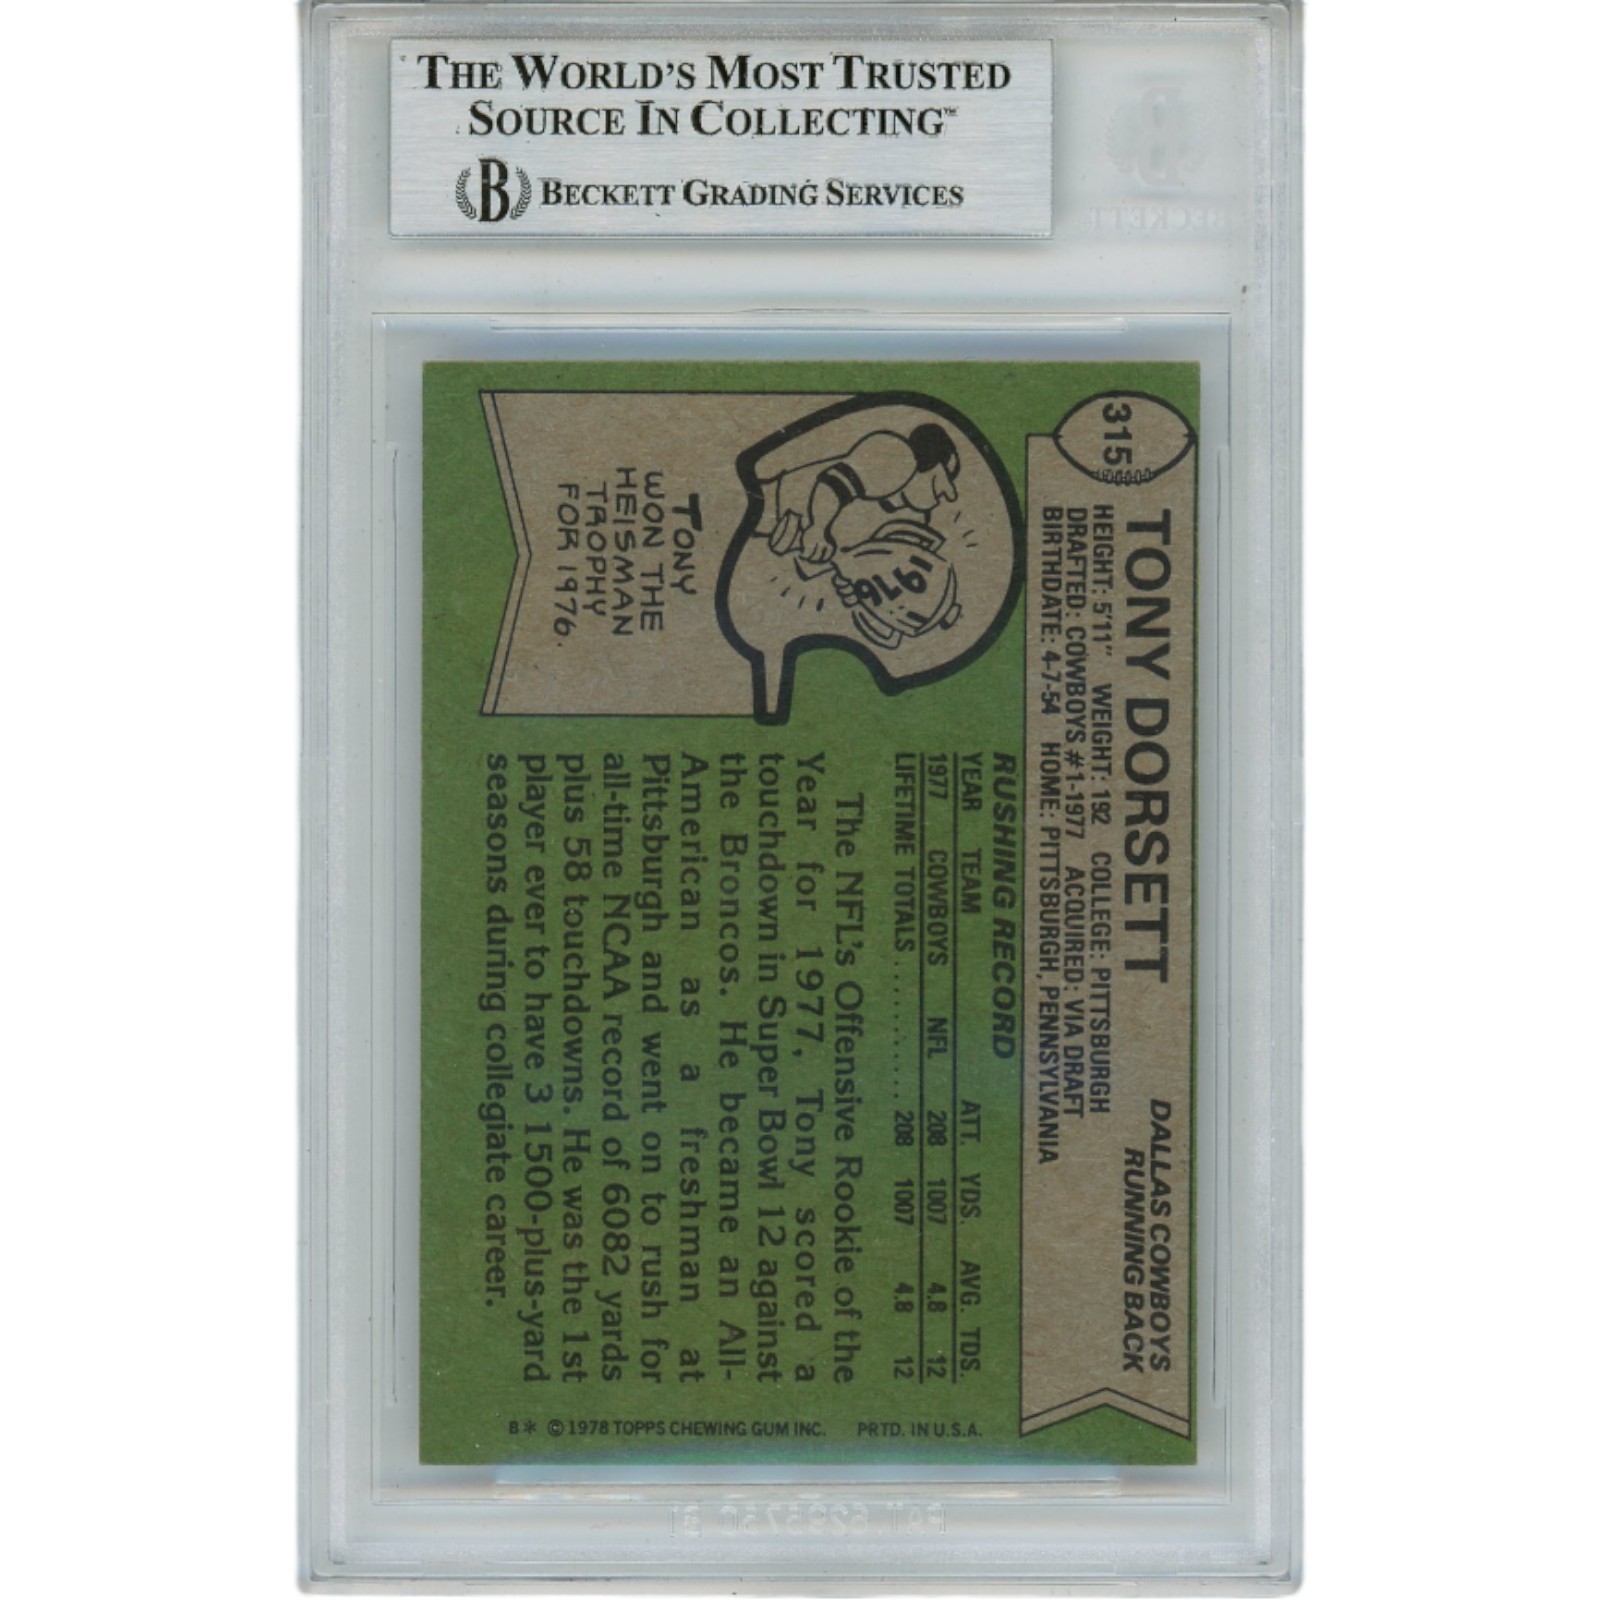 THE WORLD'S MOST TRUSTED
SOURCE IN COLLECTING™
B BECKETT GRADING SERVICES
B
BECKETT
315
TONY DORSETT
DALLAS COWBOYS
RUNNING BACK
HEIGHT: 5'11" WEIGHT: 192 COLLEGE: PITTSBURGH
DRAFTED: COWBOYS #1-1977 ACQUIRED: VIA DRAFT
BIRTHDATE: 4-7-54 HOME: PITTSBURGH, PENNSYLVANIA
1976
TONY
WON THE
HEISMAN
TROPHY
FOR 1976.
RUSHING RECORD
YEAR TEAM ATT. YDS. AVG. TDS.
1977 COWBOYS NFL 208 1007 4.8 12
LIFETIME TOTALS.......... 208 1007 4.8 12
The NFL's Offensive Rookie of the
Year for 1977, Tony scored a
touchdown in Super Bowl 12 against
the Broncos. He became an All-
American as a freshman at
Pittsburgh and went on to rush for
all-time NCAA record of 6082 yards
plus 58 touchdowns. He was the 1st
player ever to have 3 1500-plus-yard
seasons during collegiate career.
B* © 1978 TOPPS CHEWING GUM INC. PRTD. IN U.S.A.